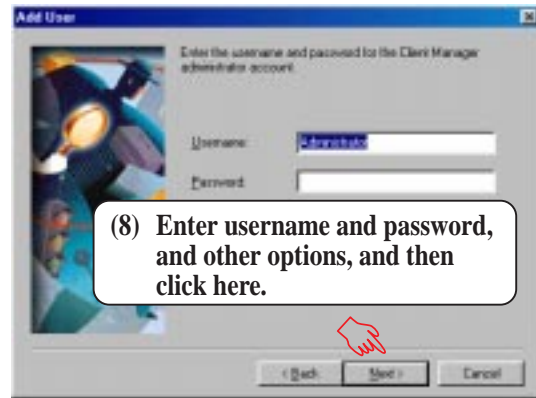 Add User
Enter the username and password for the Client Manager
administrator account.
Username:
Administrator
Password:
(8) Enter username and password,
and other options, and then
click here.
< Back
Next >
Cancel